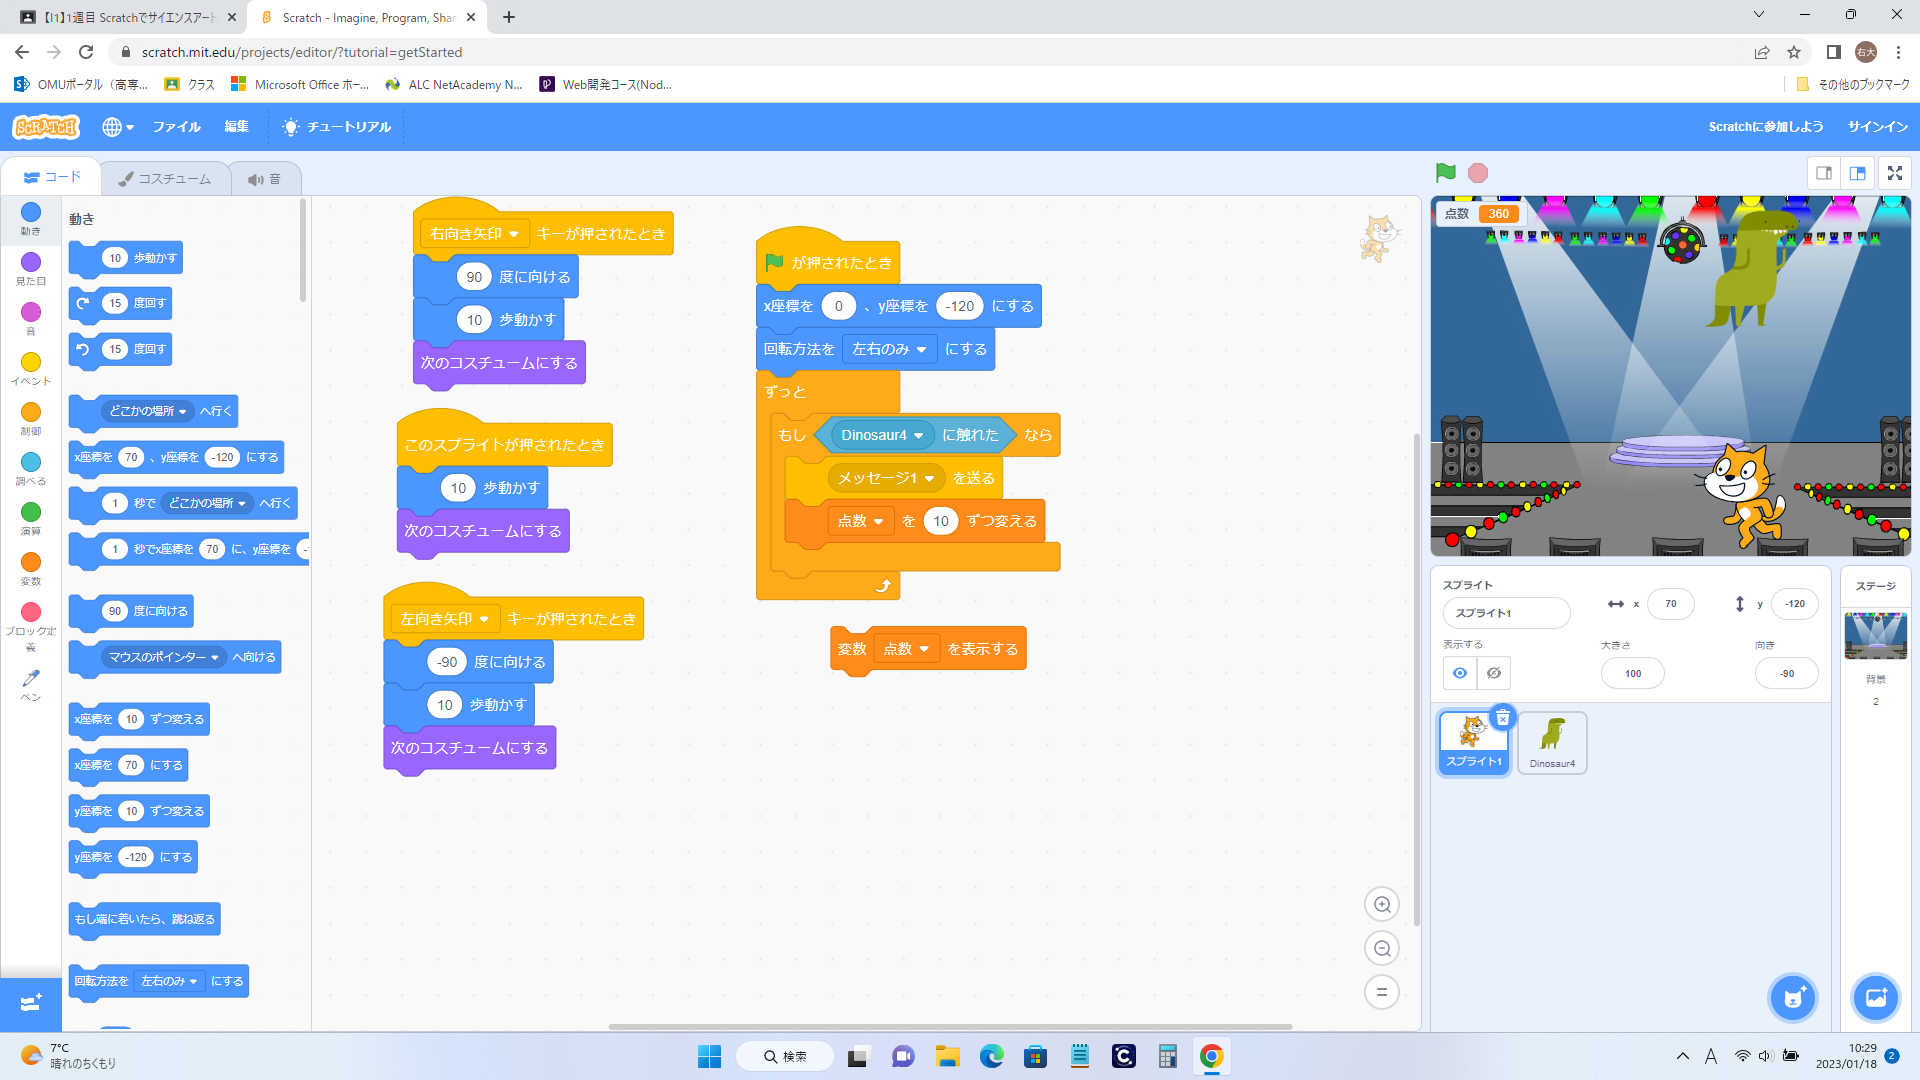 【I1】1週目 Scratchでサイエンスアート
Scratch - Imagine, Program, Shar
scratch.mit.edu/projects/editor/?tutorial=getStarted
右大
OMUポータル（高専...
クラス
Microsoft Office ホー...
ALC NetAcademy N...
Web開発コース(Nod...
その他のブックマーク
SCRATCH
ファイル
編集
チュートリアル
Scratchに参加しよう
サインイン
コード
コスチューム
音
動き
見た目
音
イベント
制御
調べる
演算
変数
ブロック定義
ペン
動き
10 歩動かす
15 度回す
15 度回す
どこかの場所 へ行く
x座標を 70 、y座標を -120 にする
1 秒で どこかの場所 へ行く
1 秒でx座標を 70 に、y座標を -
90 度に向ける
マウスのポインター へ向ける
x座標を 10 ずつ変える
x座標を 70 にする
y座標を 10 ずつ変える
y座標を -120 にする
もし端に着いたら、跳ね返る
回転方法を 左右のみ にする
右向き矢印 キーが押されたとき
90 度に向ける
10 歩動かす
次のコスチュームにする
このスプライトが押されたとき
10 歩動かす
次のコスチュームにする
左向き矢印 キーが押されたとき
-90 度に向ける
10 歩動かす
次のコスチュームにする
が押されたとき
x座標を 0 、y座標を -120 にする
回転方法を 左右のみ にする
ずっと
もし Dinosaur4 に触れた なら
メッセージ1 を送る
点数 を 10 ずつ変える
変数 点数 を表示する
点数 360
スプライト
スプライト1
x 70
y -120
表示する
大きさ
100
向き
-90
スプライト1
Dinosaur4
ステージ
背景
2
7°C
晴れのちくもり
検索
A
10:29
2023/01/18
2